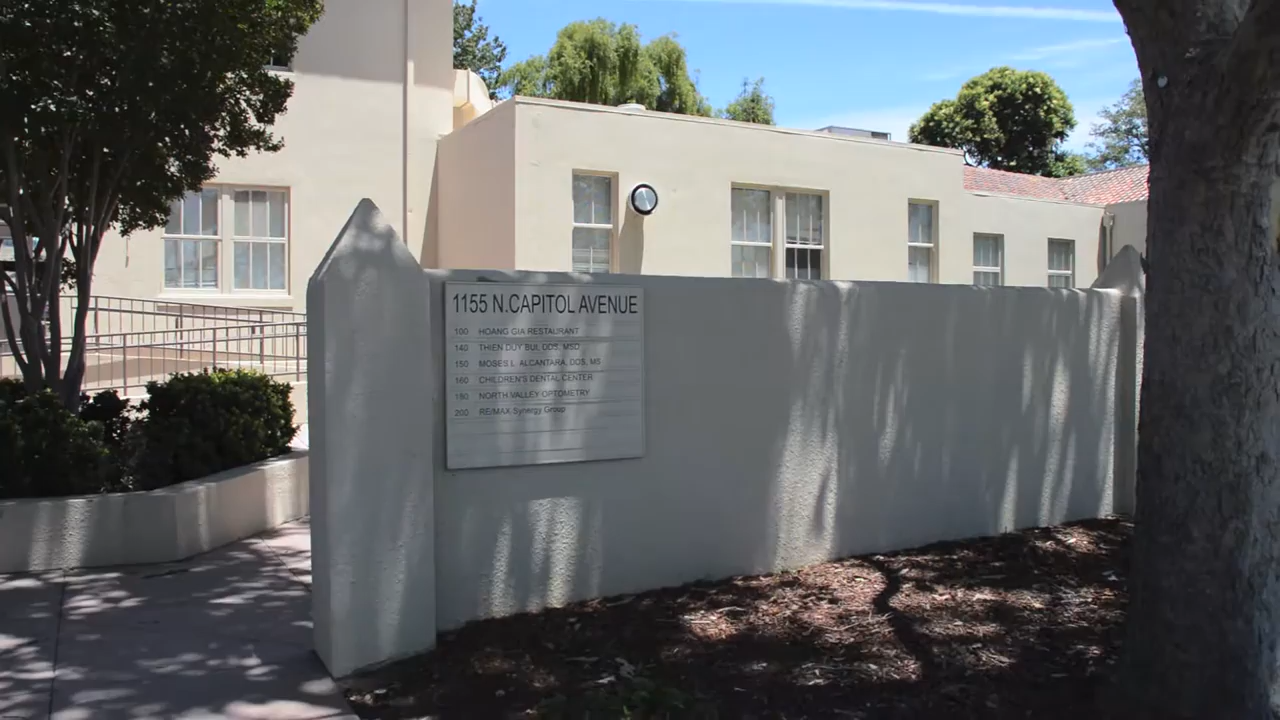 1155 N.CAPITOL AVENUE
100 HOANG GIA RESTAURANT
140 THIEN DUY BUI, DDS, MSD
150 MOSES L. ALCANTARA, DDS, MS
160 CHILDREN'S DENTAL CENTER
180 NORTH VALLEY OPTOMETRY
200 RE/MAX Synergy Group